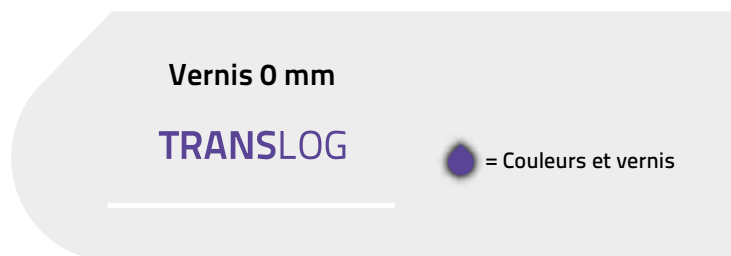 Vernis 0 mm
TRANSLOG
= Couleurs et vernis